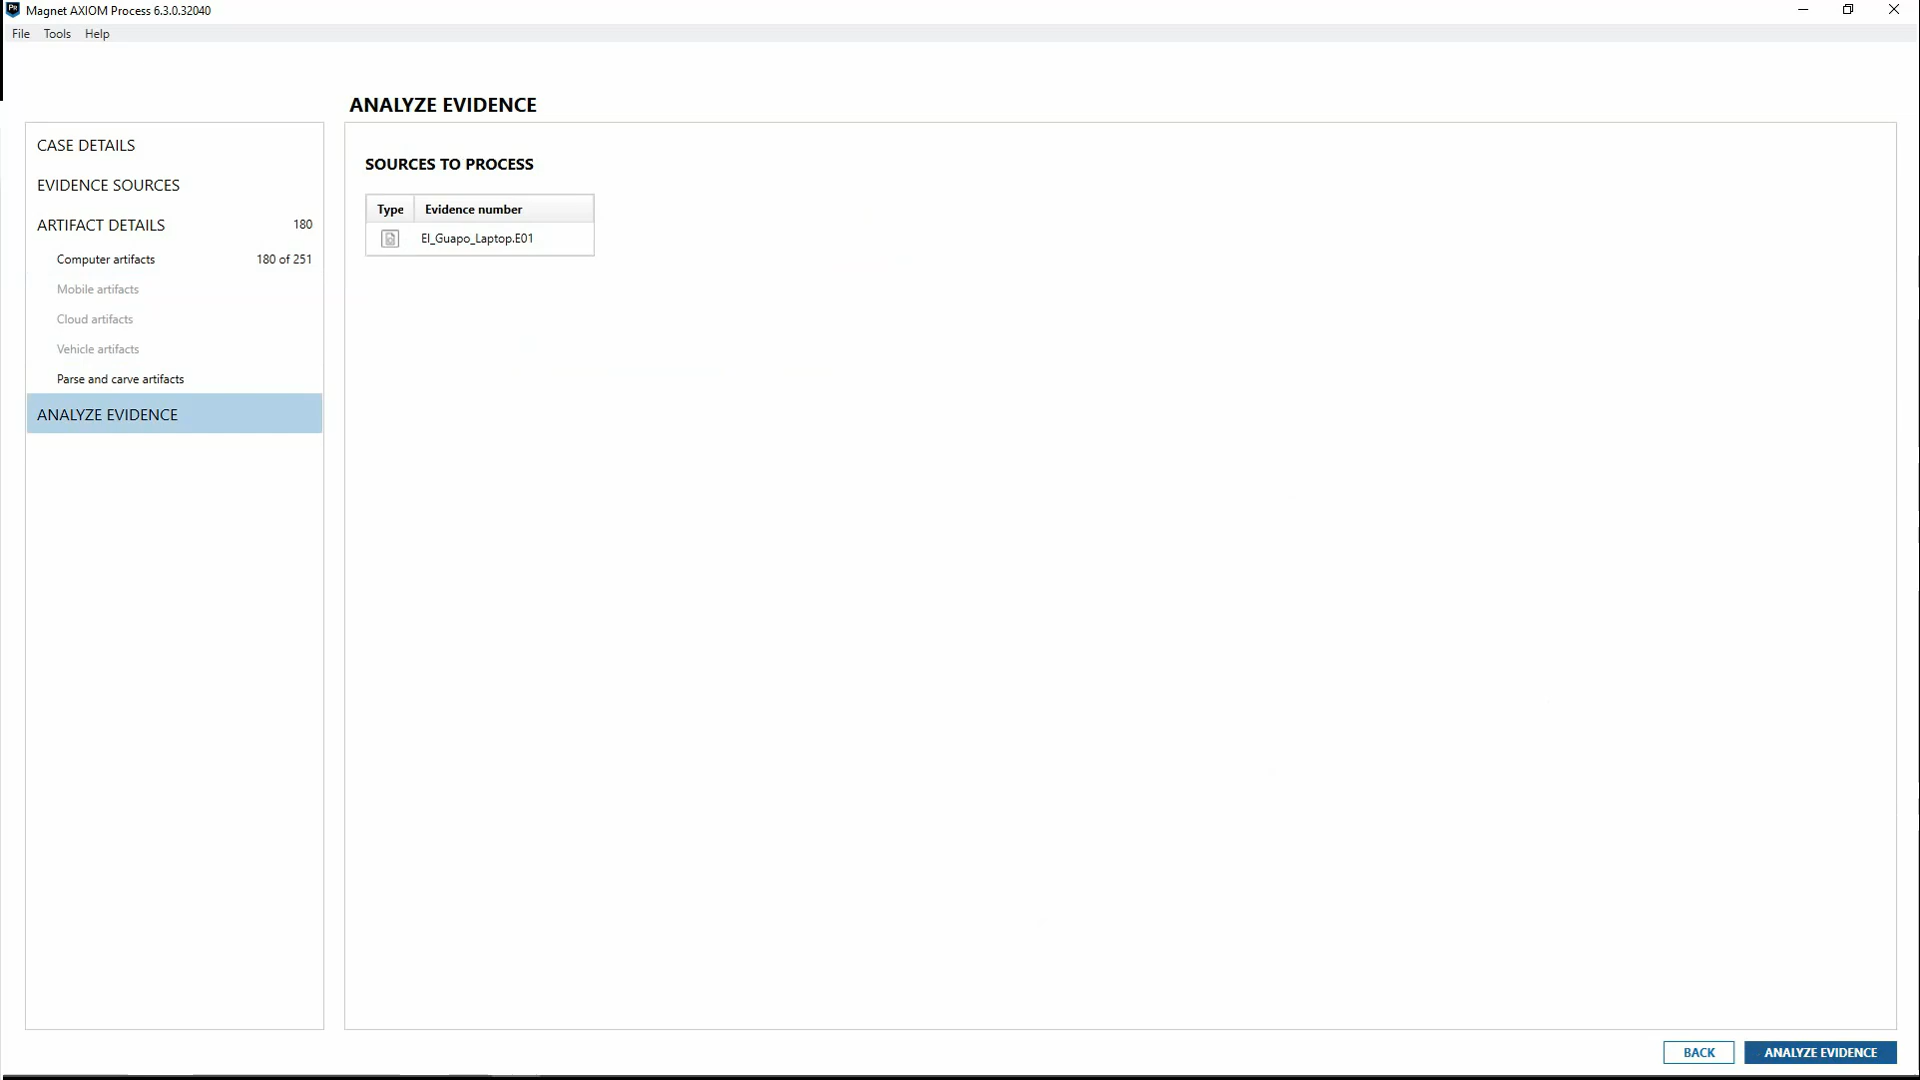 Magnet AXIOM Process 6.3.0.32040
File Tools Help
ANALYZE EVIDENCE
CASE DETAILS
EVIDENCE SOURCES
ARTIFACT DETAILS 180
Computer artifacts 180 of 251
Mobile artifacts
Cloud artifacts
Vehicle artifacts
Parse and carve artifacts
ANALYZE EVIDENCE
SOURCES TO PROCESS
Type Evidence number
El_Guapo_Laptop.E01
BACK ANALYZE EVIDENCE